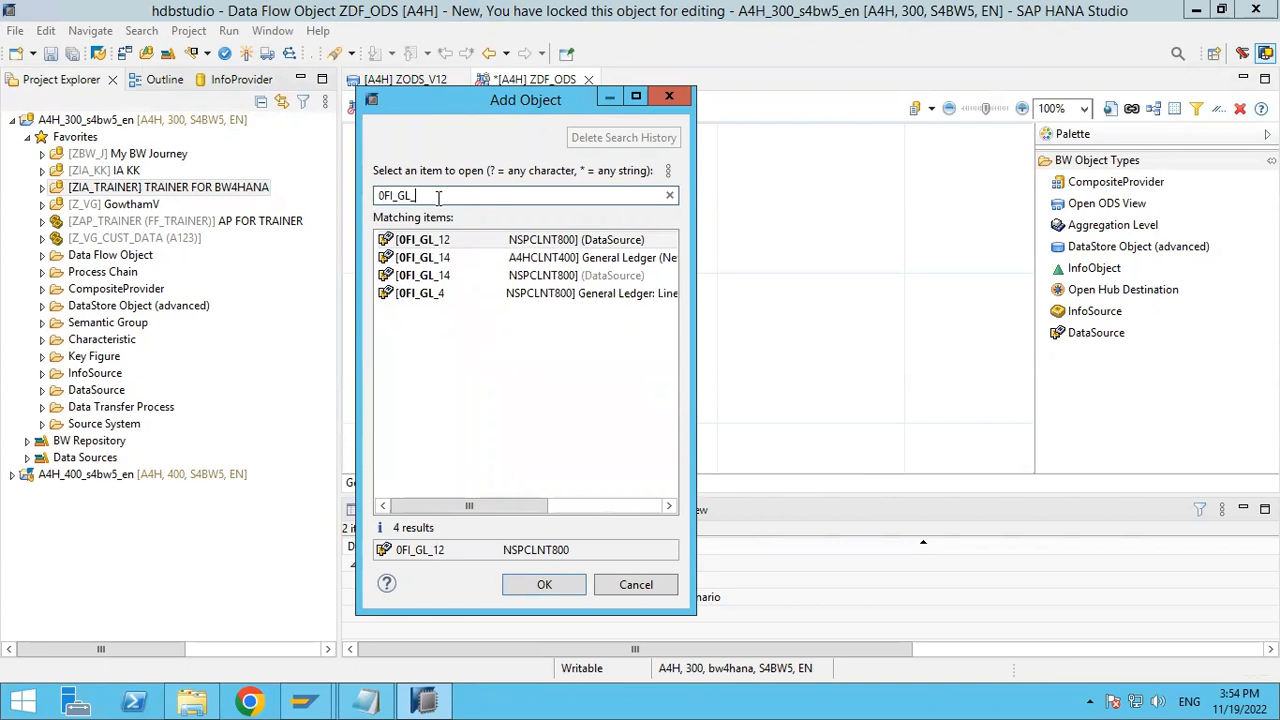 hdbstudio - Data Flow Object ZDF_ODS [A4H] - New, You have locked this object for editing - A4H_300_s4bw5_en [A4H, 300, S4BW5, EN] - SAP HANA Studio
File Edit Navigate Search Project Run Window Help
Project Explorer Outline InfoProvider
[A4H] ZODS_V12 *[A4H] ZDF_ODS
A4H_300_s4bw5_en [A4H, 300, S4BW5, EN]
Favorites
[ZBW_J] My BW Journey
[ZIA_KK] IA KK
[ZIA_TRAINER] TRAINER FOR BW4HANA
[Z_VG] GowthamV
[ZAP_TRAINER (FF_TRAINER)] AP FOR TRAINER
[Z_VG_CUST_DATA (A123)]
Data Flow Object
Process Chain
CompositeProvider
DataStore Object (advanced)
Semantic Group
Characteristic
Key Figure
InfoSource
DataSource
Data Transfer Process
Source System
BW Repository
Data Sources
A4H_400_s4bw5_en [A4H, 400, S4BW5, EN]
Add Object
Delete Search History
Select an item to open (? = any character, * = any string):
0FI_GL_
Matching items:
[0FI_GL_12 NSPCLNT800] (DataSource)
[0FI_GL_14 A4HCLNT400] General Ledger (Ne
[0FI_GL_14 NSPCLNT800] (DataSource)
[0FI_GL_4 NSPCLNT800] General Ledger: Line
4 results
0FI_GL_12 NSPCLNT800
OK Cancel
100%
Palette
BW Object Types
CompositeProvider
Open ODS View
Aggregation Level
DataStore Object (advanced)
InfoObject
Open Hub Destination
InfoSource
DataSource
Ge
ew
2 it
D
nario
Writable A4H, 300, bw4hana, S4BW5, EN
ENG
3:54 PM
11/19/2022